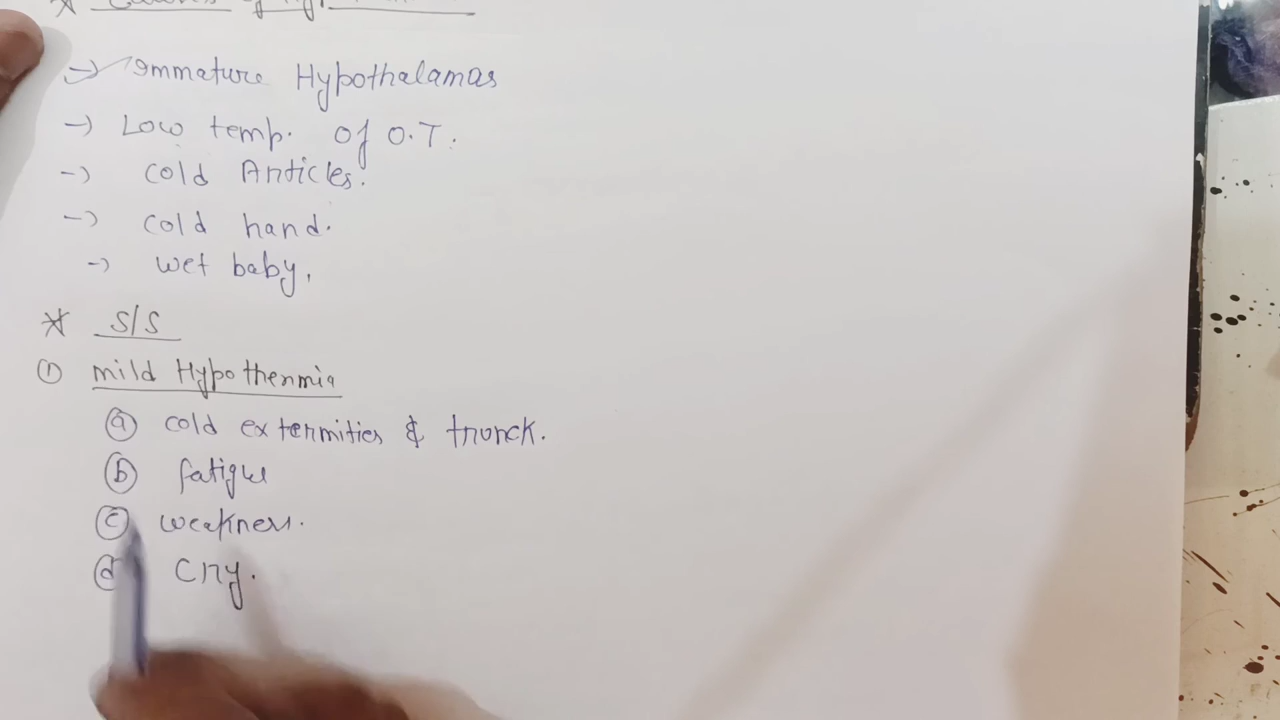 → Immature Hypothalamas
→ Low temp. of O.T.
→ cold Articles.
→ cold hand.
→ wet baby.
* S/S
① mild Hypothermia
ⓐ cold extermities & trunck.
ⓑ fatigue
ⓒ weakness.
ⓓ cry.